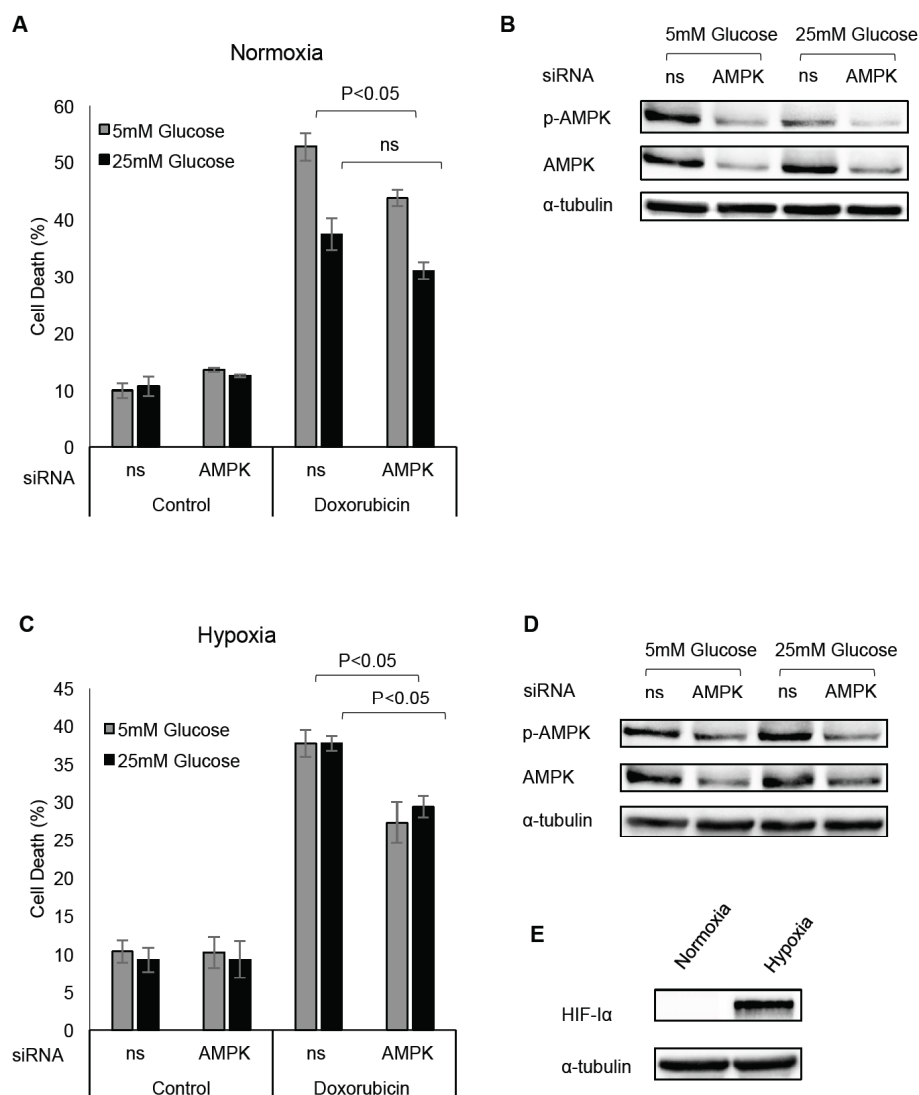 A
Normoxia
P<0.05
ns
5mM Glucose
25mM Glucose
60
50
40
30
20
10
0
Cell Death (%)
siRNA
ns
AMPK
ns
AMPK
Control
Doxorubicin
B
5mM Glucose
25mM Glucose
siRNA
ns
AMPK
ns
AMPK
p-AMPK
AMPK
α-tubulin
C
Hypoxia
P<0.05
P<0.05
5mM Glucose
25mM Glucose
45
40
35
30
25
20
15
10
5
0
Cell Death (%)
siRNA
ns
AMPK
ns
AMPK
Control
Doxorubicin
D
5mM Glucose
25mM Glucose
siRNA
ns
AMPK
ns
AMPK
p-AMPK
AMPK
α-tubulin
E
Normoxia
Hypoxia
HIF-Iα
α-tubulin